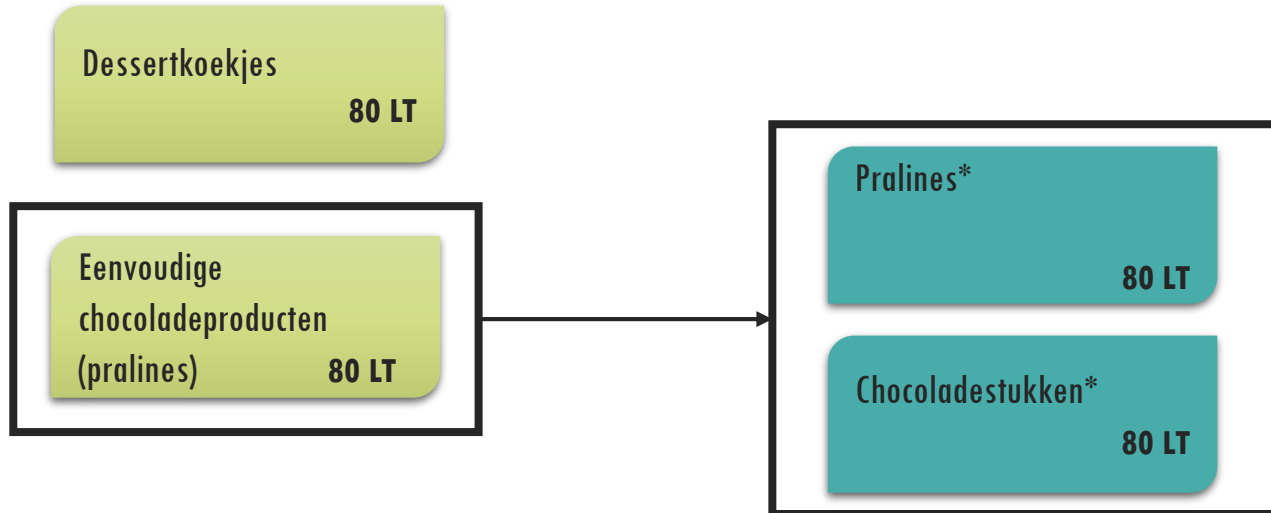 Dessertkoekjes
80 LT
Eenvoudige
chocoladeproducten
(pralines) 80 LT
Pralines*
80 LT
Chocoladestukken*
80 LT